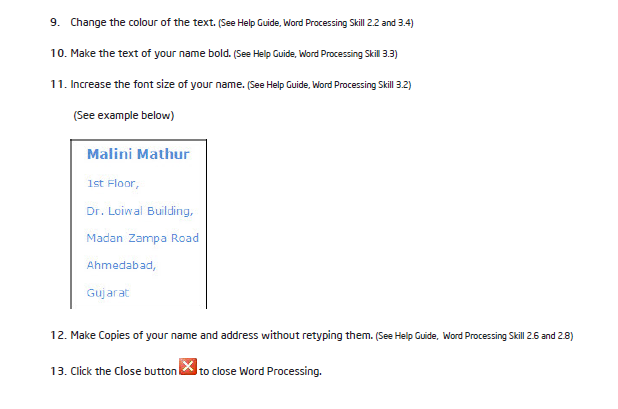 9. Change the colour of the text. (See Help Guide, Word Processing Skill 2.2 and 3.4)
10. Make the text of your name bold. (See Help Guide, Word Processing Skill 3.3)
11. Increase the font size of your name. (See Help Guide, Word Processing Skill 3.2)
(See example below)
Malini Mathur
1st Floor,
Dr. Loiwal Building,
Madan Zampa Road
Ahmedabad,
Gujarat
12. Make Copies of your name and address without retyping them. (See Help Guide, Word Processing Skill 2.6 and 2.8)
13. Click the Close button to close Word Processing.